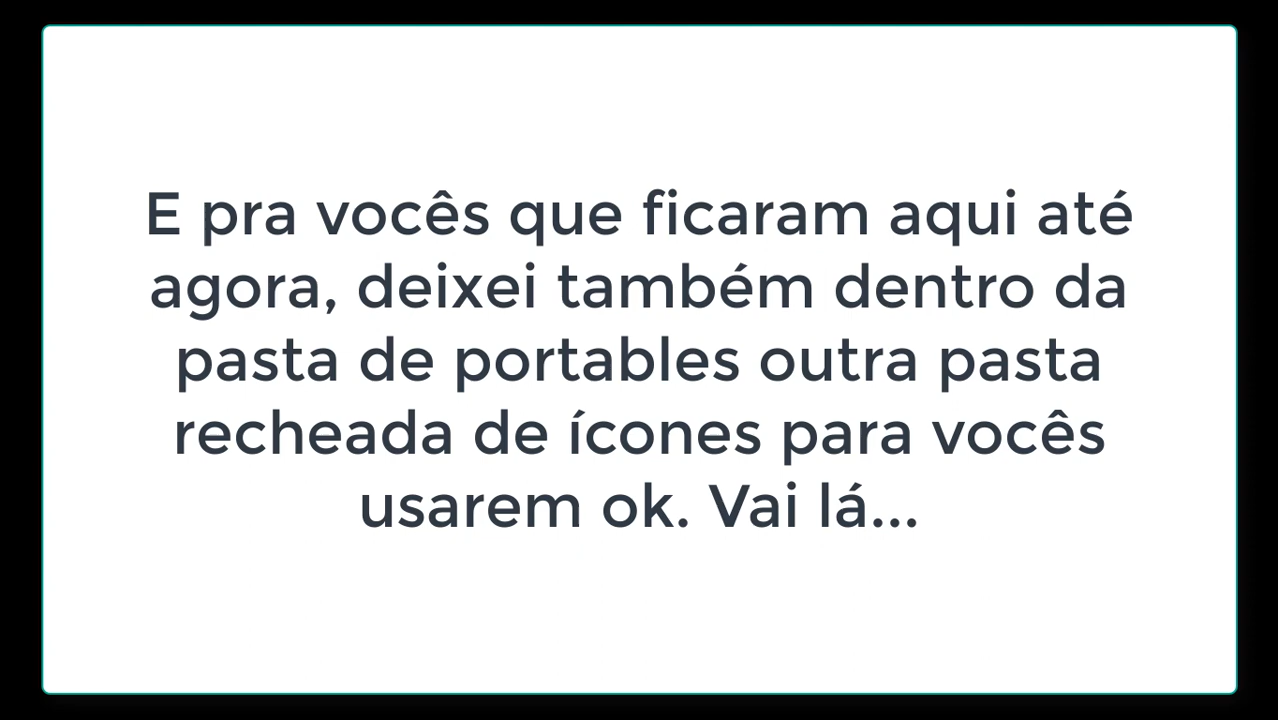 E pra vocês que ficaram aqui até
agora, deixei também dentro da
pasta de portables outra pasta
recheada de ícones para vocês
usarem ok. Vai lá...